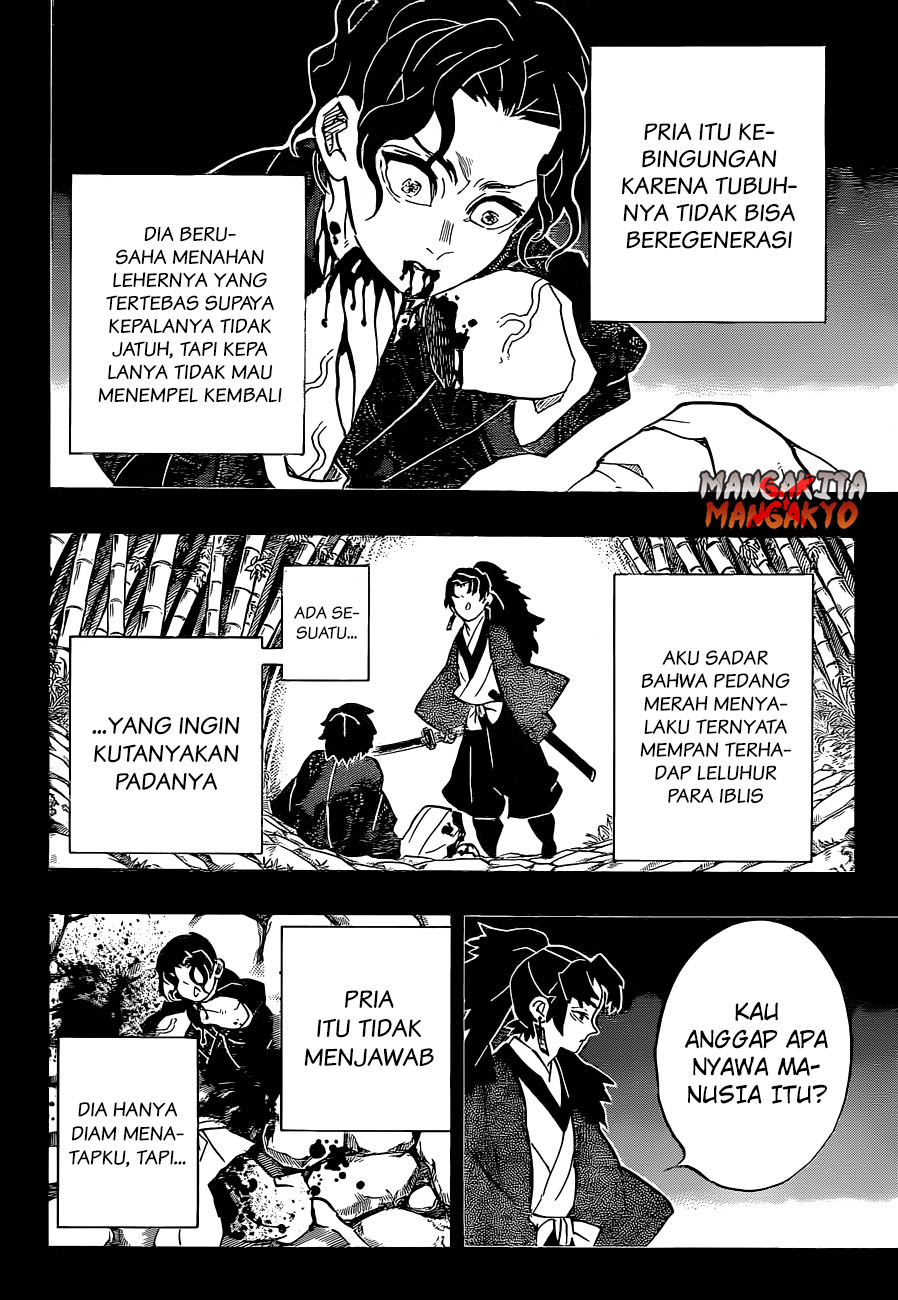 PRIA ITU KE-
BINGUNGAN
KARENA TUBUH-
NYA TIDAK BISA
BEREGENERASI
DIA BERU-
SAHA MENAHAN
LEHERNYA YANG
TERTEBAS SUPAYA
KEPALANYA TIDAK
JATUH, TAPI KEPA
LANYA TIDAK MAU
MENEMPEL KEMBALI
MANGAKITA
MANGAKYO
AKU SADAR
BAHWA PEDANG
MERAH MENYA-
LAKU TERNYATA
MEMPAN TERHA-
DAP LELUHUR
PARA IBLIS
ADA SE-
SUATU...
...YANG INGIN
KUTANYAKAN
PADANYA
KAU
ANGGAP APA
NYAWA MA-
NUSIA ITU?
PRIA
ITU TIDAK
MENJAWAB
DIA HANYA
DIAM MENA-
TAPKU, TAPI...